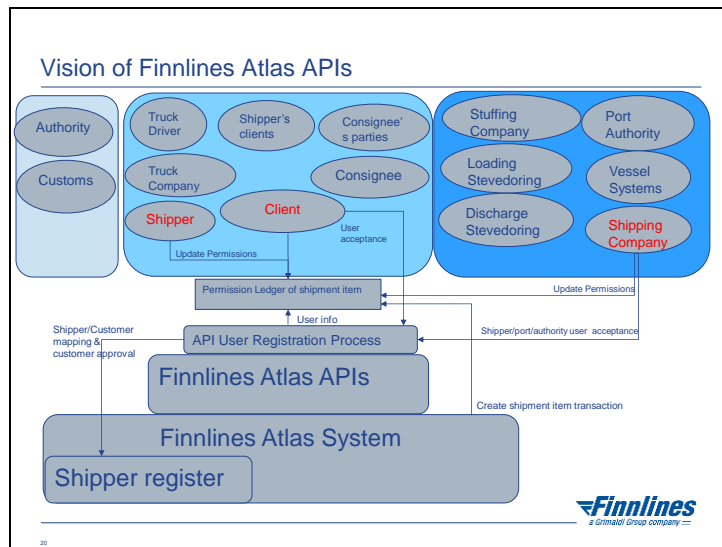 Vision of Finnlines Atlas APIs
Authority
Customs
Truck
Driver
Shipper's
clients
Consignee'
s parties
Truck
Company
Consignee
Shipper
Client
User
acceptance
Update Permissions
Stuffing
Company
Port
Authority
Loading
Stevedoring
Vessel
Systems
Discharge
Stevedoring
Shipping
Company
Permission Ledger of shipment item
Update Permissions
User info
Shipper/Customer
mapping &
customer approval
API User Registration Process
Shipper/port/authority user acceptance
Finnlines Atlas APIs
Create shipment item transaction
Finnlines Atlas System
Shipper register
Finnlines
a Grimaldi Group company
20